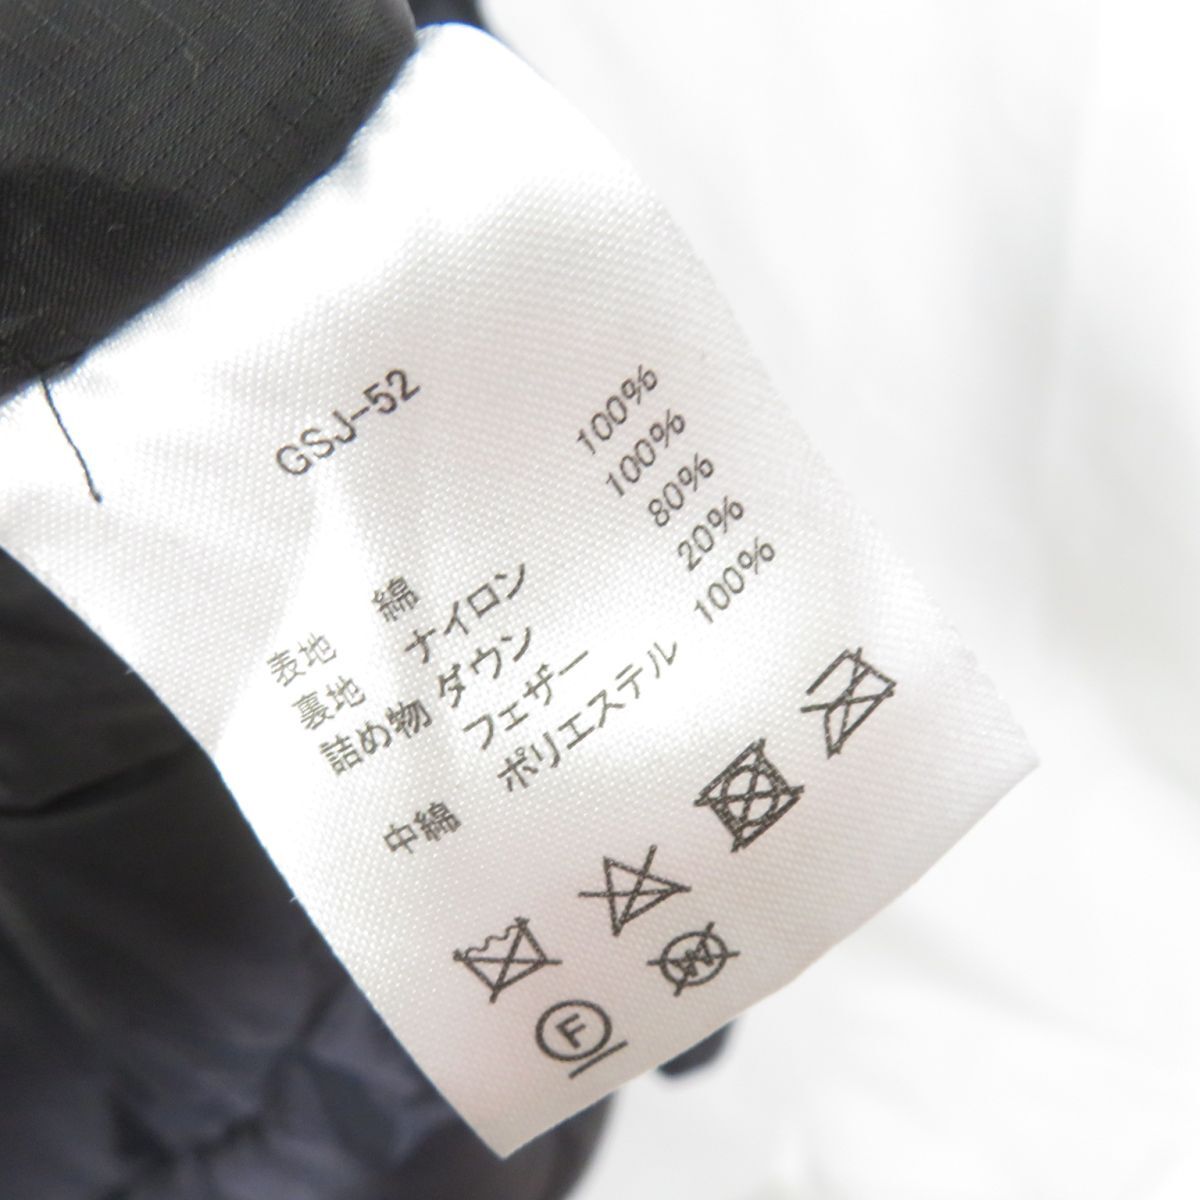 GSJ-52
表地 綿 100%
裏地 ナイロン 100%
詰め物 ダウン 80%
フェザー 20%
中綿 ポリエステル 100%
F
W